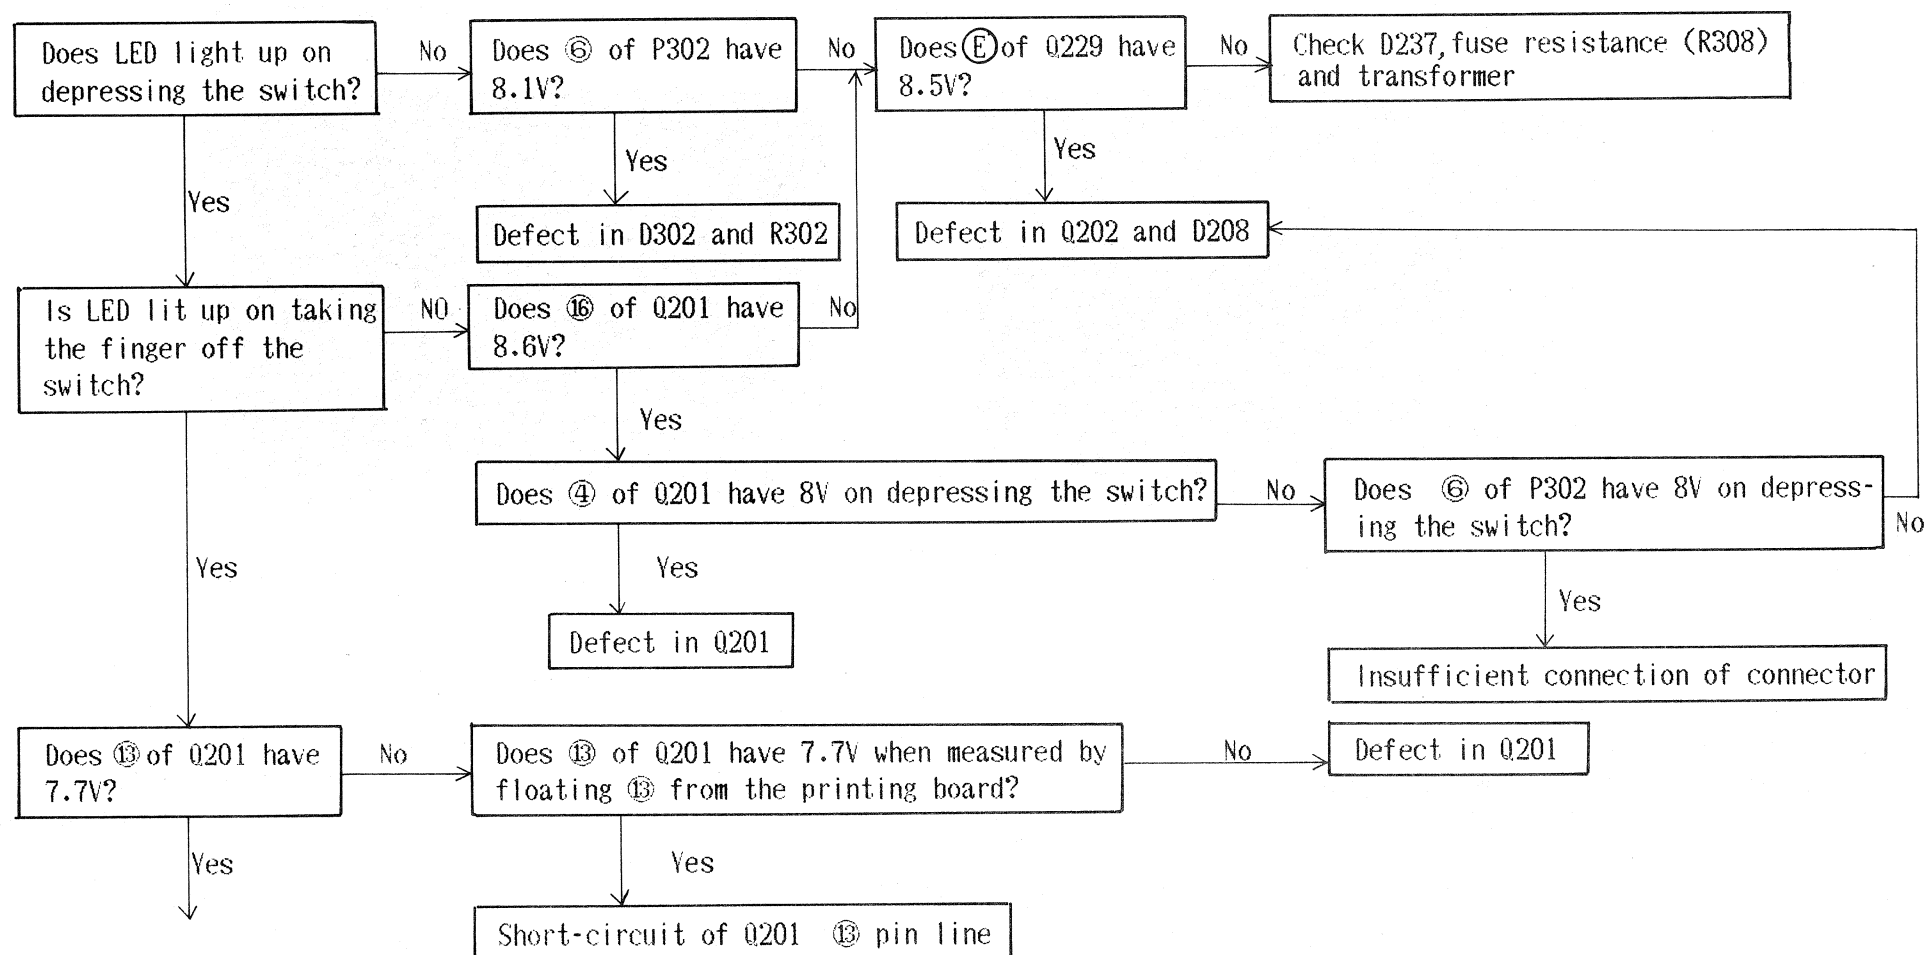 Does LED light up on
depressing the switch?
No
Does ⑥ of P302 have
8.1V?
No
Does Ⓔ of Q229 have
8.5V?
No
Check D237, fuse resistance (R308)
and transformer
Yes
Yes
Yes
Defect in D302 and R302
Defect in Q202 and D208
Is LED lit up on taking
the finger off the
switch?
NO
Does ⑯ of Q201 have
8.6V?
No
Yes
Does ④ of Q201 have 8V on depressing the switch?
No
Does ⑥ of P302 have 8V on depress-
ing the switch?
No
Yes
Yes
Yes
Defect in Q201
Insufficient connection of connector
Does ⑬ of Q201 have
7.7V?
No
Does ⑬ of Q201 have 7.7V when measured by
floating ⑬ from the printing board?
No
Defect in Q201
Yes
Yes
Short-circuit of Q201 ⑬ pin line